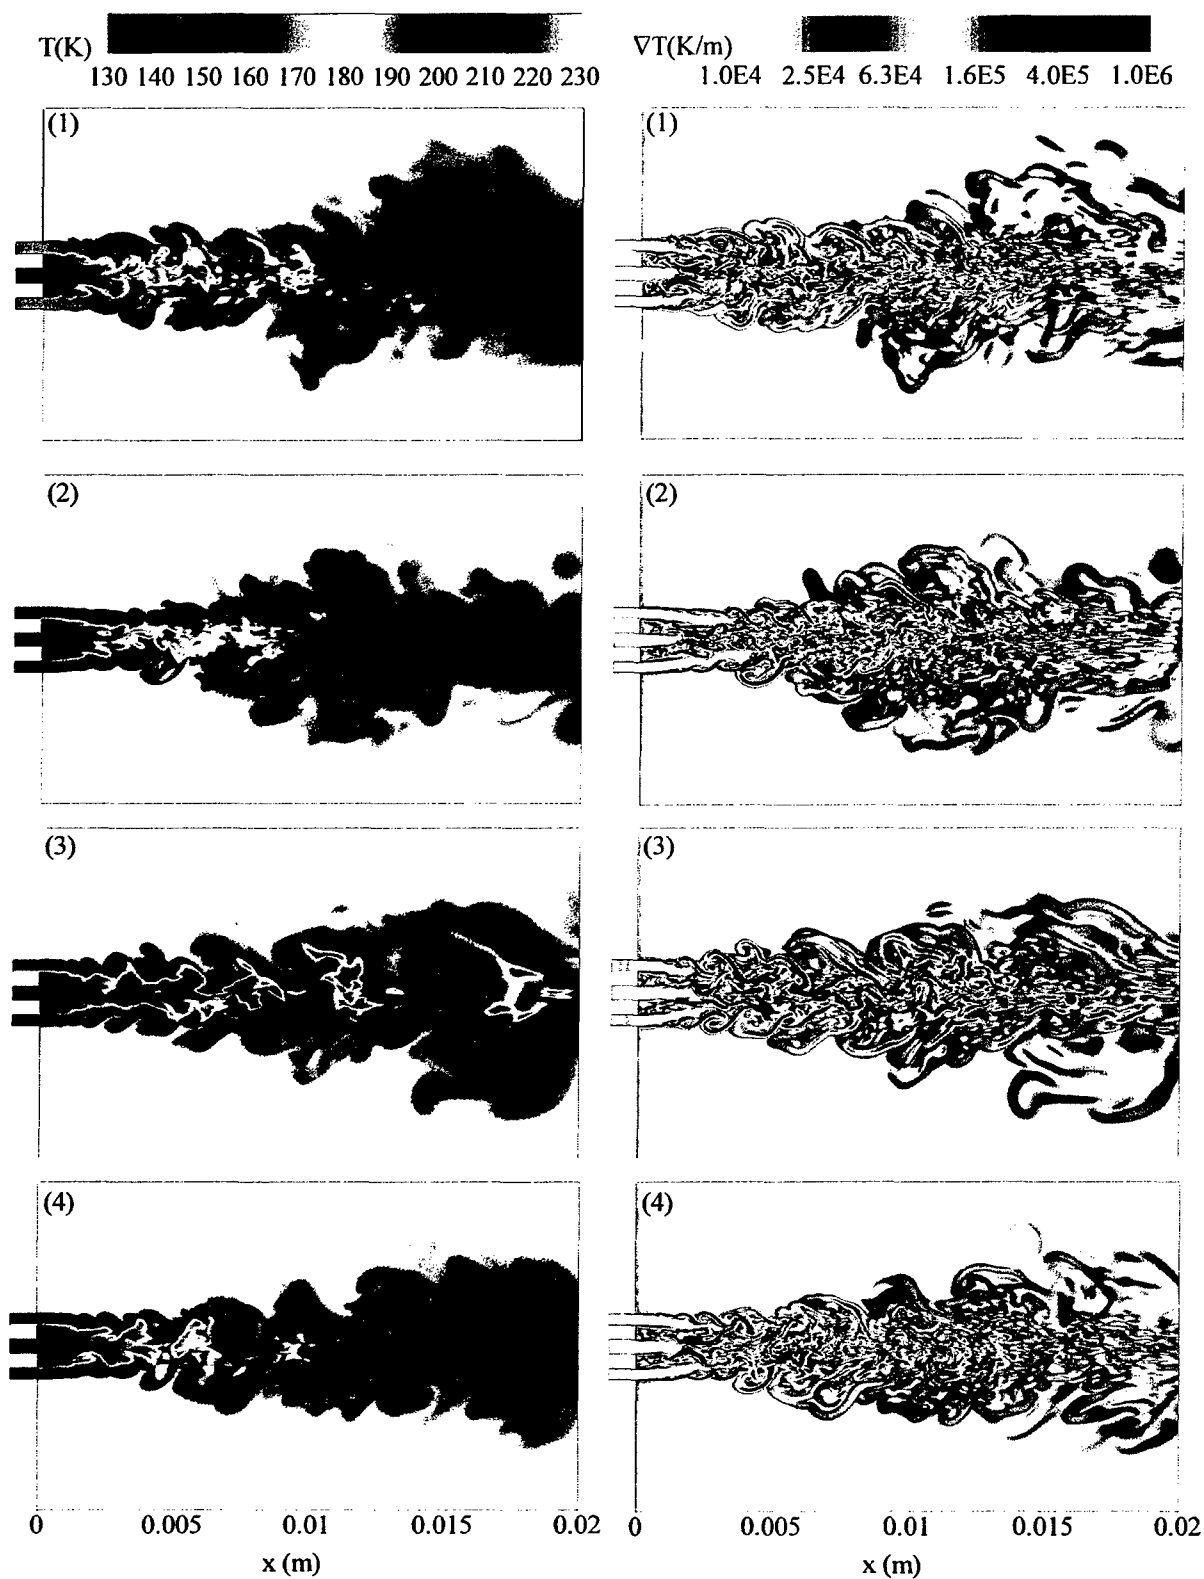 T(K)
130 140 150 160 170 180 190 200 210 220 230
∇T(K/m)
1.0E4 2.5E4 6.3E4 1.6E5 4.0E5 1.0E6
(1) (1)
(2) (2)
(3) (3)
(4) (4)
0 0.005 0.01 0.015 0.02 0 0.005 0.01 0.015 0.02
x (m) x (m)